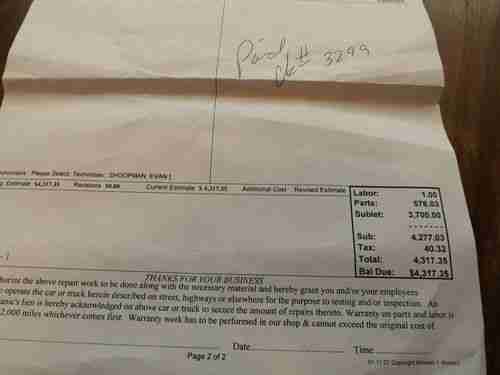 Paid
Ck# 3299
Please Select: Technician: [SHOOPMAN, EVAN]
Estimate $4,317.35 Revisions $0.00 Current Estimate $ 4,317.35 Additional Cost Revised Estimate
Labor: 1.00
Parts: 576.03
Sublet: 3,700.00
- - - - - - -
Sub: 4,277.03
Tax: 40.32
Total: 4,317.35
Bal Due: $4,317.35
THANKS FOR YOUR BUSINESS
the above repair work to be done along with the necessary material and hereby grant you and/or your employees
operate the car or truck herein described on street, highways or elsewhere for the purpose to testing and/or inspection. An
lien is hereby acknowledged on above car or truck to secure the amount of repairs thereto. Warranty on parts and labor is
2,000 miles whichever comes first. Warranty work has to be performed in our shop & cannot exceed the original cost of
Date Time
Page 2 of 2
Copyright